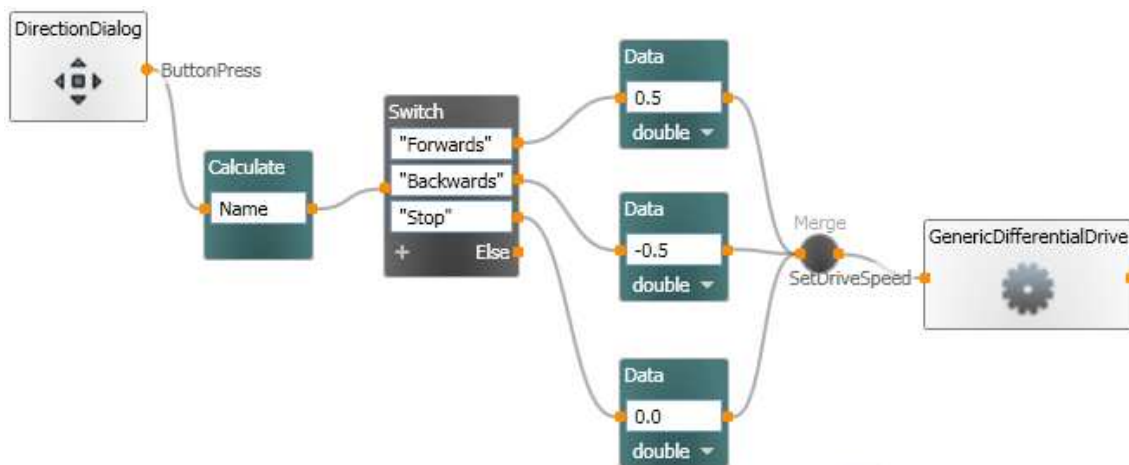 DirectionDialog
ButtonPress
Calculate
Name
Switch
"Forwards"
"Backwards"
"Stop"
+ Else
Data
0.5
double
Data
-0.5
double
Data
0.0
double
Merge
SetDriveSpeed
GenericDifferentialDrive